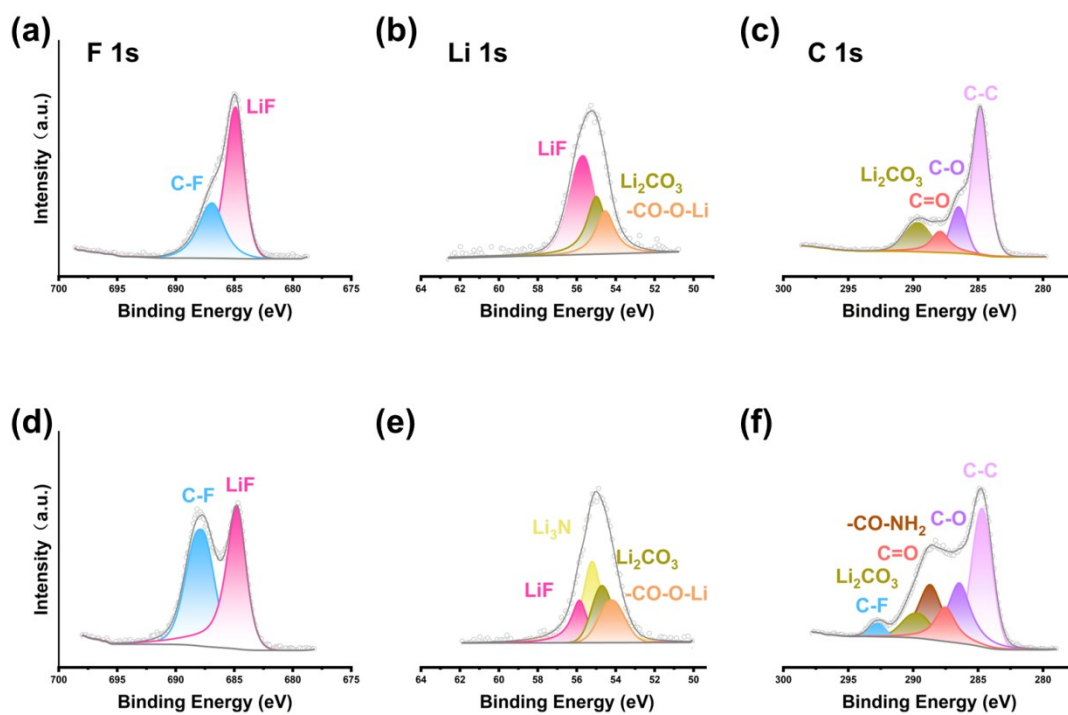 (a)
F 1s
LiF
C-F
Intensity (a.u.)
700 695 690 685 680 675
Binding Energy (eV)
(b)
Li 1s
LiF
Li₂CO₃
-CO-O-Li
64 62 60 58 56 54 52 50
Binding Energy (eV)
(c)
C 1s
C-C
C-O
Li₂CO₃
C=O
300 295 290 285 280
Binding Energy (eV)
(d)
C-F
LiF
Intensity (a.u.)
700 695 690 685 680 675
Binding Energy (eV)
(e)
Li₃N
Li₂CO₃
LiF
-CO-O-Li
64 62 60 58 56 54 52 50
Binding Energy (eV)
(f)
C-C
-CO-NH₂
C-O
C=O
Li₂CO₃
C-F
300 295 290 285 280
Binding Energy (eV)